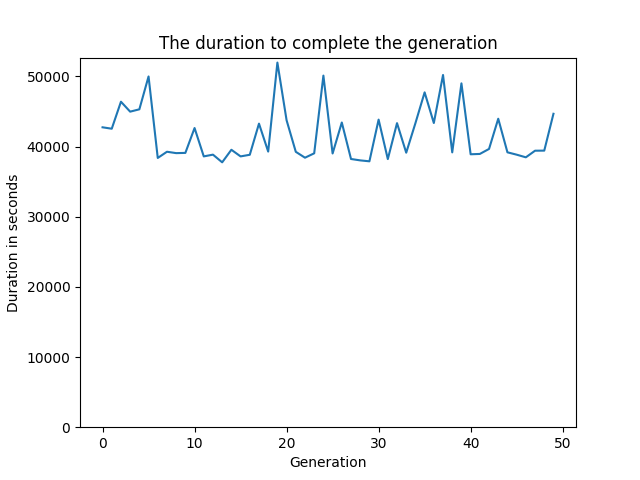 The duration to complete the generation
50000
40000
30000
20000
10000
0
Duration in seconds
0 10 20 30 40 50
Generation